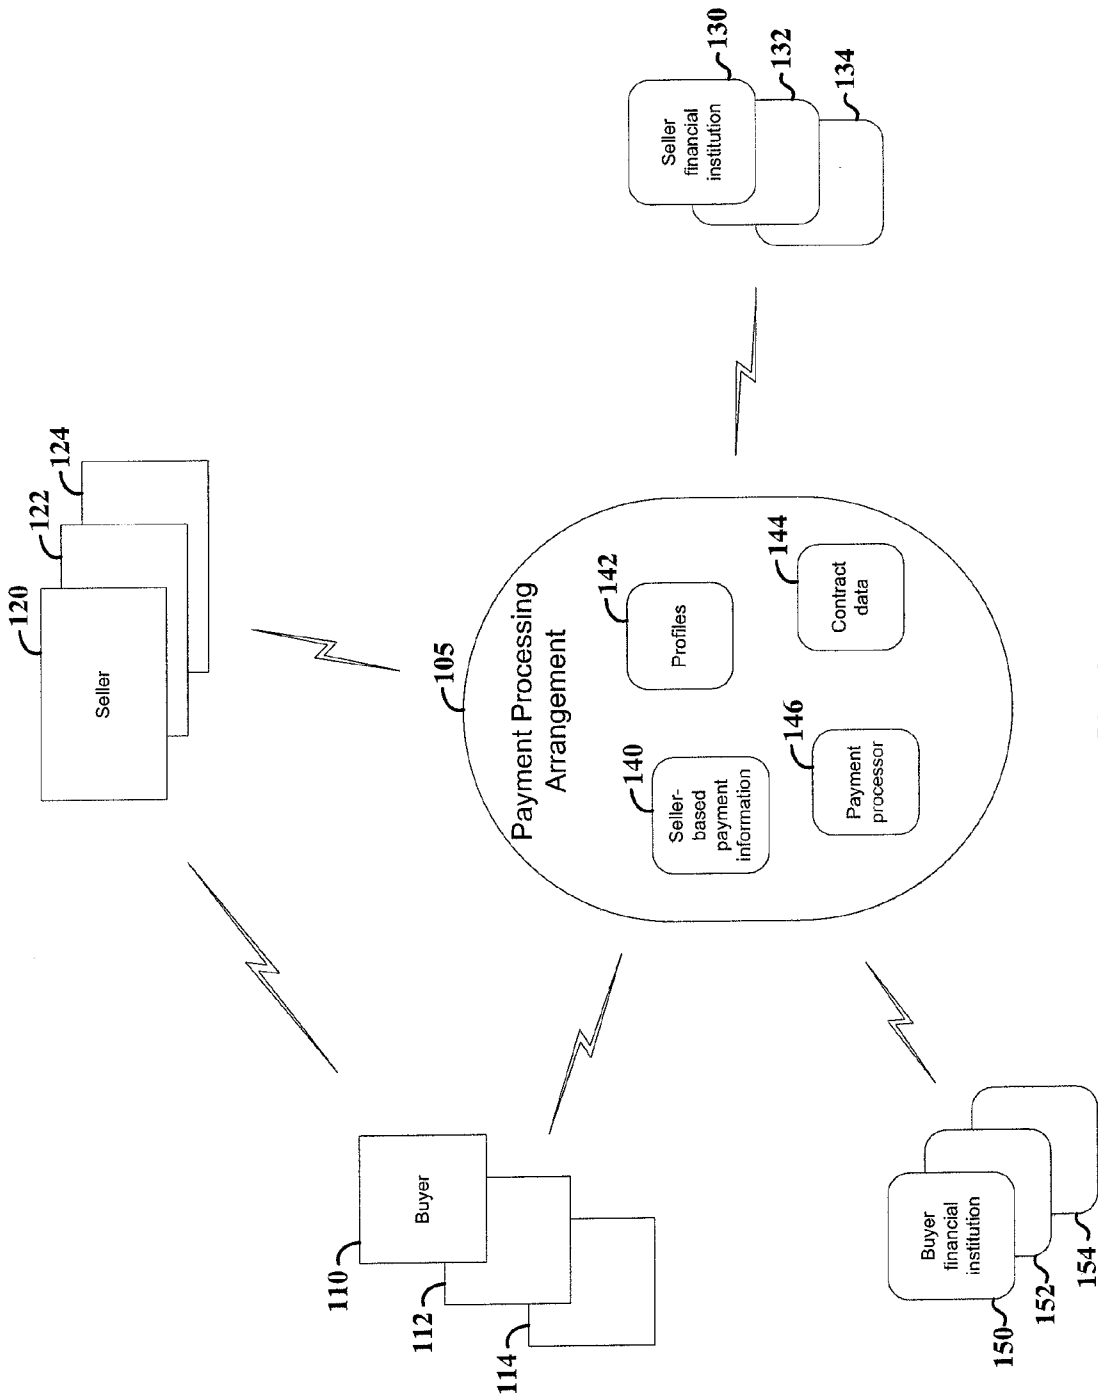 120
122
124
Seller
110
112
114
Buyer
105
Payment Processing
Arrangement
140
Seller-
based
payment
information
142
Profiles
146
Payment
processor
144
Contract
data
130
132
134
Seller
financial
institution
150
152
154
Buyer
financial
institution